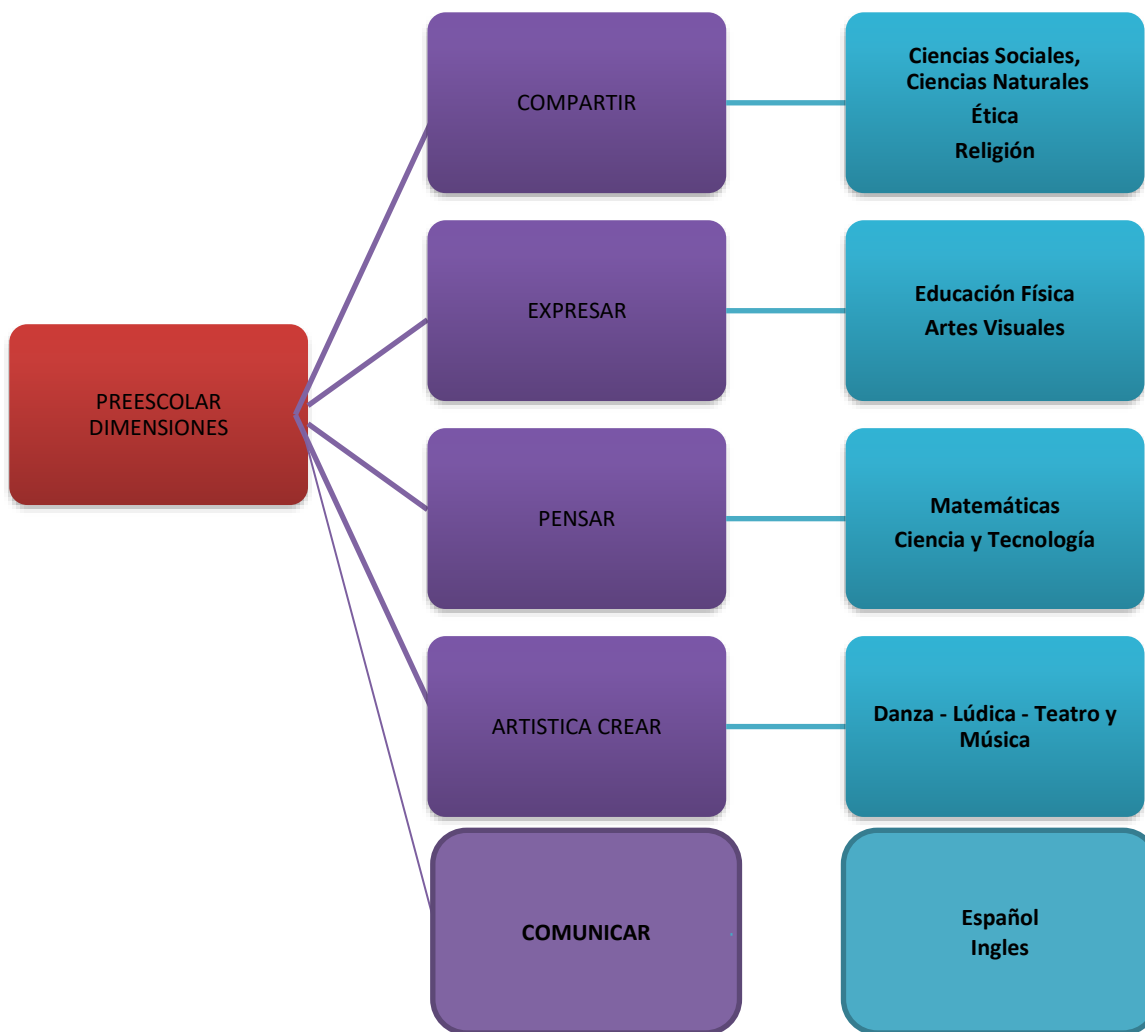 COMPARTIR
Ciencias Sociales,
Ciencias Naturales
Ética
Religión
EXPRESAR
Educación Física
Artes Visuales
PREESCOLAR
DIMENSIONES
PENSAR
Matemáticas
Ciencia y Tecnología
ARTISTICA CREAR
Danza - Lúdica - Teatro y
Música
COMUNICAR
Español
Ingles